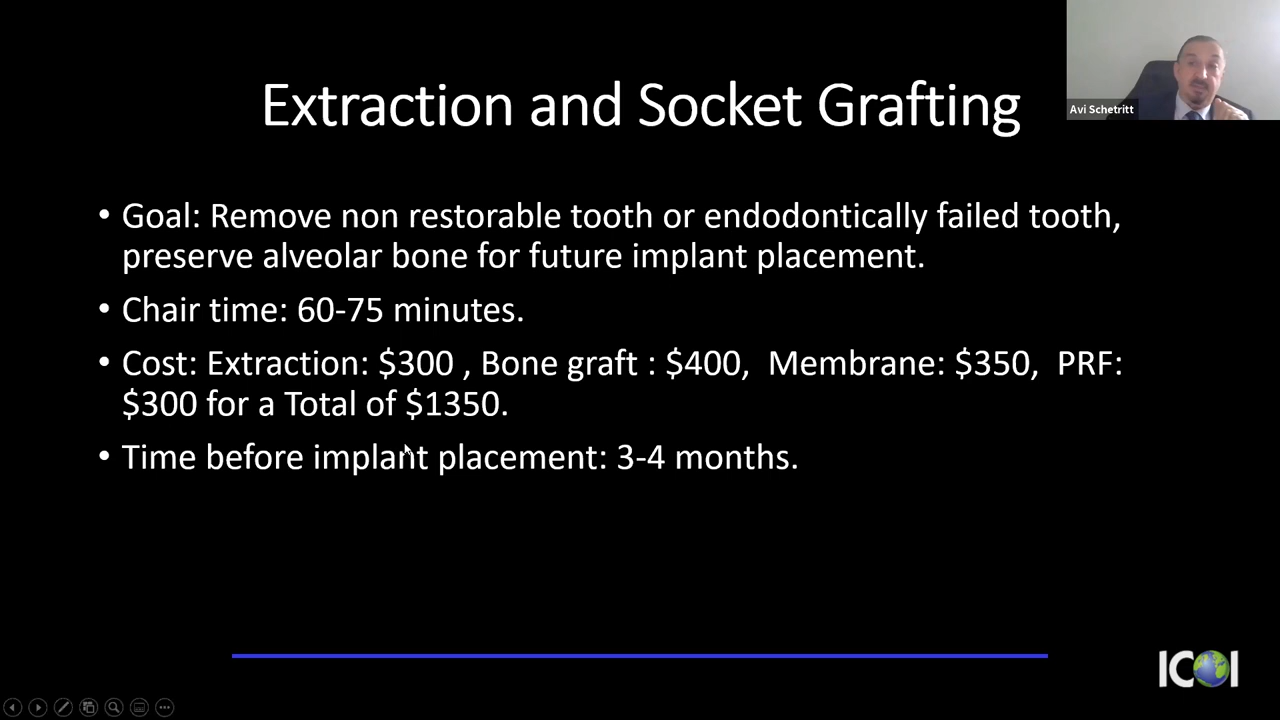 Avi Schetritt
Extraction and Socket Grafting
• Goal: Remove non restorable tooth or endodontically failed tooth,
preserve alveolar bone for future implant placement.
• Chair time: 60-75 minutes.
• Cost: Extraction: $300 , Bone graft : $400,  Membrane: $350,  PRF:
$300 for a Total of $1350.
• Time before implant placement: 3-4 months.
ICOI